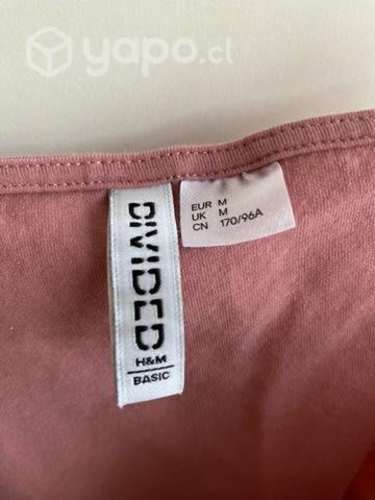 yapo.cl
DIVIDED
H&M
BASIC
EUR M
UK M
CN 170/96A